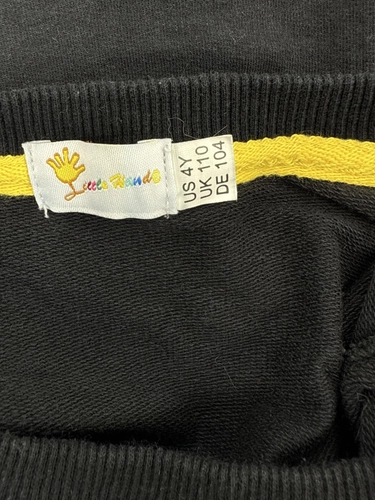 Little Hands
US 4Y
UK 110
DE 104